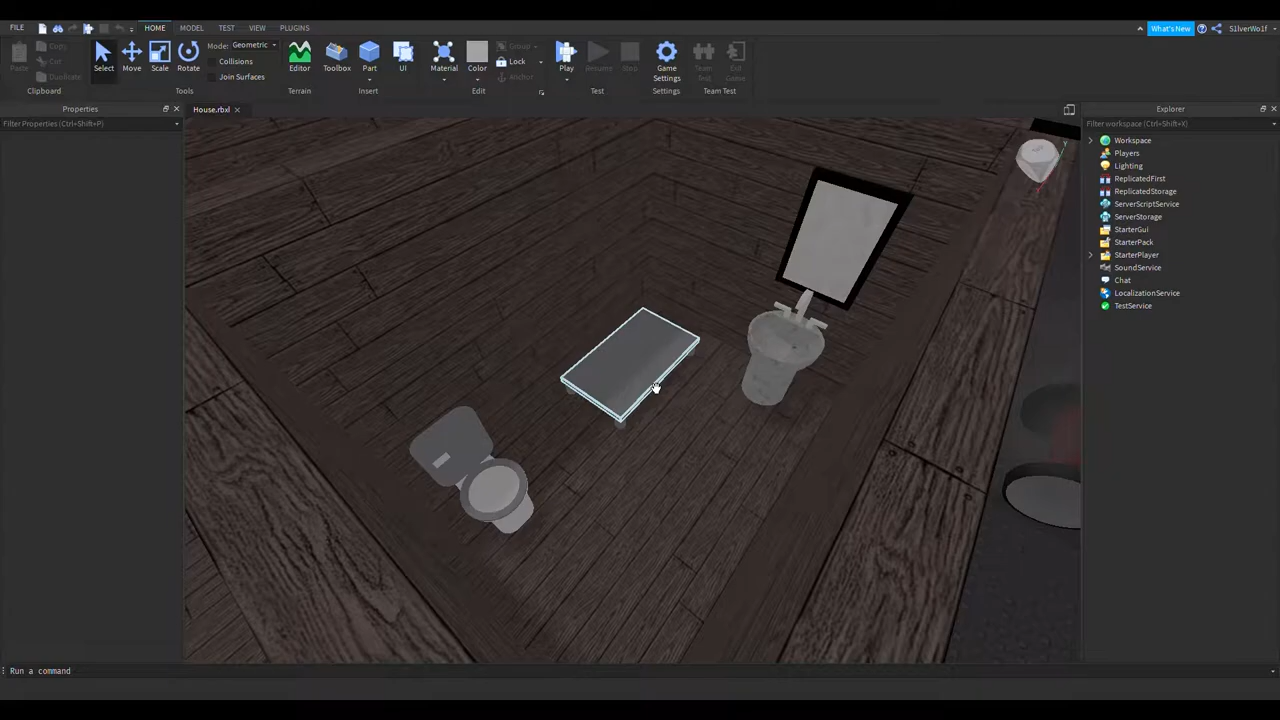 FILE HOME MODEL TEST VIEW PLUGINS What's New S1lverWo1f
Paste Copy Cut Duplicate Select Move Scale Rotate Mode: Geometric Collisions Join Surfaces Editor Toolbox Part UI Material Color Group Lock Anchor Play Resume Stop Game Settings Team Test Exit Game
Clipboard Tools Terrain Insert Edit Test Settings Team Test
Properties House.rbxl Explorer
Filter Properties (Ctrl+Shift+P) Filter workspace (Ctrl+Shift+X)
Workspace
Players
Lighting
ReplicatedFirst
ReplicatedStorage
ServerScriptService
ServerStorage
StarterGui
StarterPack
StarterPlayer
SoundService
Chat
LocalizationService
TestService
Run a command